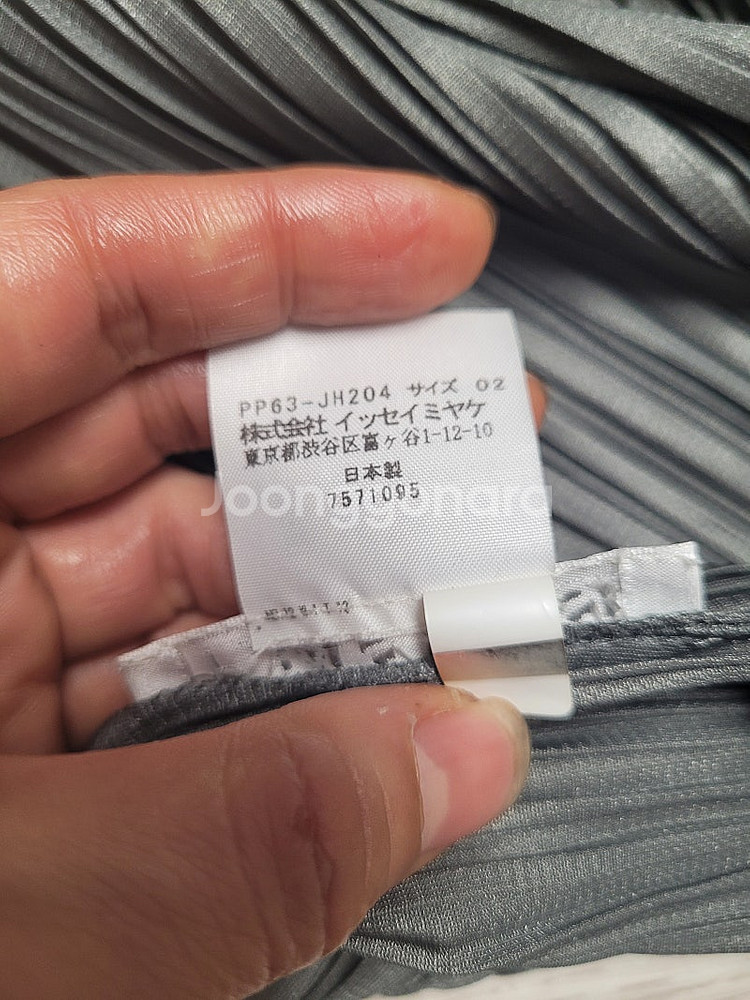 PP63-JH204 サイズ 02
株式会社 イッセイミヤケ
東京都渋谷区富ヶ谷1-12-10
日本製
7571095
Joonggonara